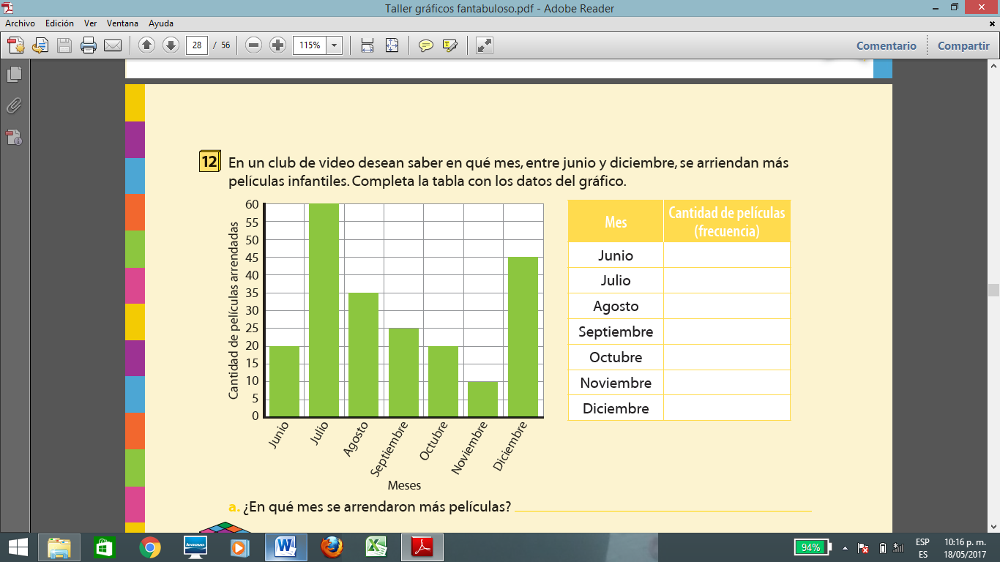 Taller gráficos fantabuloso.pdf - Adobe Reader
Archivo Edición Ver Ventana Ayuda
28 / 56 115% Comentario Compartir
12 En un club de video desean saber en qué mes, entre junio y diciembre, se arriendan más
películas infantiles. Completa la tabla con los datos del gráfico.
Cantidad de películas arrendadas
60
55
50
45
40
35
30
25
20
15
10
5
0
Junio
Julio
Agosto
Septiembre
Octubre
Noviembre
Diciembre
Meses
Mes Cantidad de películas
(frecuencia)
Junio
Julio
Agosto
Septiembre
Octubre
Noviembre
Diciembre
a. ¿En qué mes se arrendaron más películas?
lenovo
94%
ESP
ES
10:16 p. m.
18/05/2017